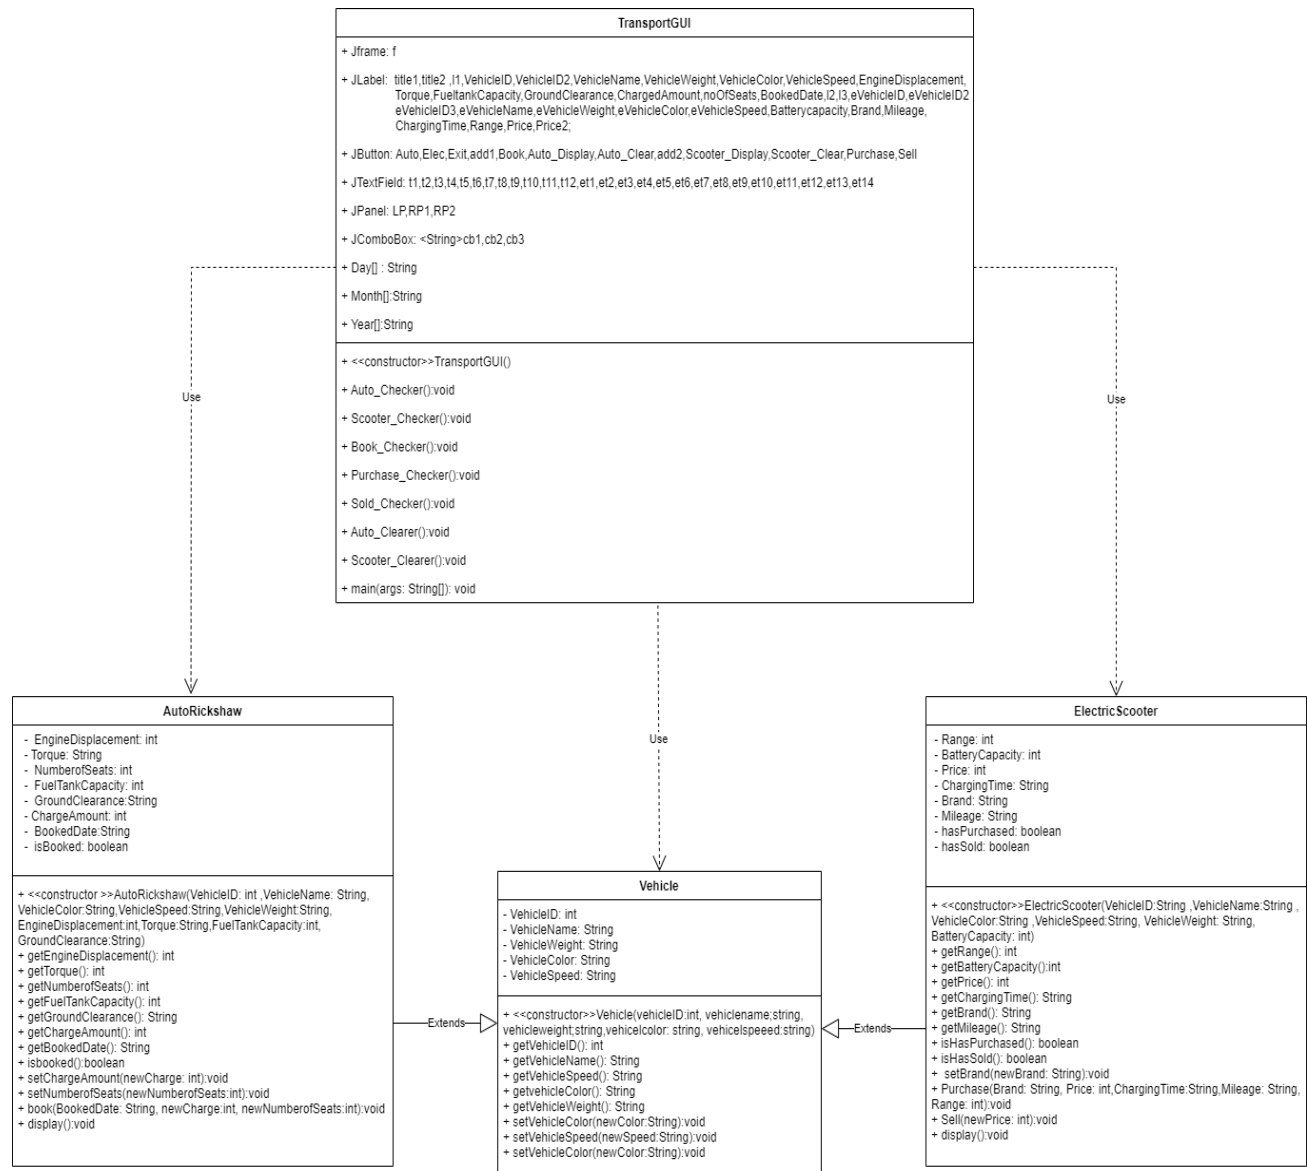 TransportGUI
+ Jframe: f
+ JLabel: title1,title2 ,l1,VehicleID,VehicleID2,VehicleName,VehicleWeight,VehicleColor,VehicleSpeed,EngineDisplacement,
Torque,FueltankCapacity,GroundClearance,ChargedAmount,noOfSeats,BookedDate,l2,l3,eVehicleID,eVehicleID2
eVehicleID3,eVehicleName,eVehicleWeight,eVehicleColor,eVehicleSpeed,Batterycapacity,Brand,Mileage,
ChargingTime,Range,Price,Price2;
+ JButton: Auto,Elec,Exit,add1,Book,Auto_Display,Auto_Clear,add2,Scooter_Display,Scooter_Clear,Purchase,Sell
+ JTextField: t1,t2,t3,t4,t5,t6,t7,t8,t9,t10,t11,t12,et1,et2,et3,et4,et5,et6,et7,et8,et9,et10,et11,et12,et13,et14
+ JPanel: LP,RP1,RP2
+ JComboBox: <String>cb1,cb2,cb3
+ Day[] : String
+ Month[]:String
+ Year[]:String
+ <<constructor>>TransportGUI()
+ Auto_Checker():void
+ Scooter_Checker():void
+ Book_Checker():void
+ Purchase_Checker():void
+ Sold_Checker():void
+ Auto_Clearer():void
+ Scooter_Clearer():void
+ main(args: String[]): void
Use
Use
Use
AutoRickshaw
- EngineDisplacement: int
- Torque: String
- NumberofSeats: int
- FuelTankCapacity: int
- GroundClearance:String
- ChargeAmount: int
- BookedDate:String
- isBooked: boolean
+ <<constructor >>AutoRickshaw(VehicleID: int ,VehicleName: String,
VehicleColor:String,VehicleSpeed:String,VehicleWeight:String,
EngineDisplacement:int,Torque:String,FuelTankCapacity:int,
GroundClearance:String)
+ getEngineDisplacement(): int
+ getTorque(): int
+ getNumberofSeats(): int
+ getFuelTankCapacity(): int
+ getGroundClearance(): String
+ getChargeAmount(): int
+ getBookedDate(): String
+ isbooked():boolean
+ setChargeAmount(newCharge: int):void
+ setNumberofSeats(newNumberofSeats:int):void
+ book(BookedDate: String, newCharge:int, newNumberofSeats:int):void
+ display():void
Extends
Vehicle
- VehicleID: int
- VehicleName: String
- VehicleWeight: String
- VehicleColor: String
- VehicleSpeed: String
+ <<constructor>>Vehicle(vehicleID:int, vehiclename;string,
vehicleweight;string,vehicelcolor: string, vehicelspeeed:string)
+ getVehicleID(): int
+ getVehicleName(): String
+ getVehicleSpeed(): String
+ getvehicleColor(): String
+ getVehicleWeight(): String
+ setVehicleColor(newColor:String):void
+ setVehicleSpeed(newSpeed:String):void
+ setVehicleColor(newColor:String):void
Extends
ElectricScooter
- Range: int
- BatteryCapacity: int
- Price: int
- ChargingTime: String
- Brand: String
- Mileage: String
- hasPurchased: boolean
- hasSold: boolean
+ <<constructor>>ElectricScooter(VehicleID:String ,VehicleName:String ,
VehicleColor:String ,VehicleSpeed:String, VehicleWeight: String,
BatteryCapacity: int)
+ getRange(): int
+ getBatteryCapacity():int
+ getPrice(): int
+ getChargingTime(): String
+ getBrand(): String
+ getMileage(): String
+ isHasPurchased(): boolean
+ isHasSold(): boolean
+ setBrand(newBrand: String):void
+ Purchase(Brand: String, Price: int,ChargingTime:String,Mileage: String,
Range: int):void
+ Sell(newPrice: int):void
+ display():void